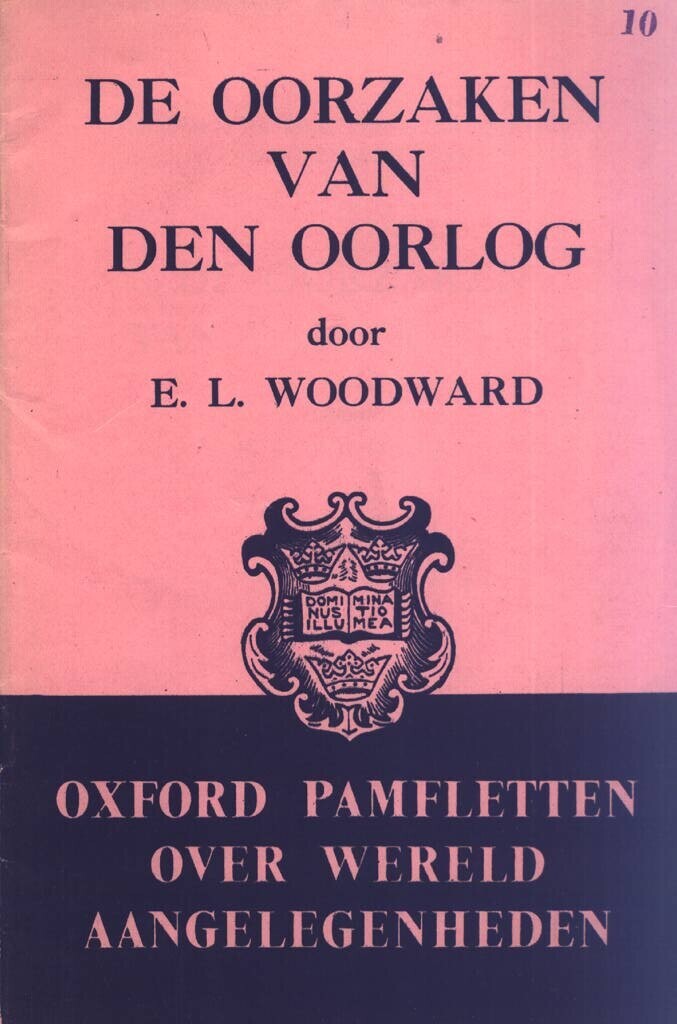 10
DE OORZAKEN
VAN
DEN OORLOG
door
E. L. WOODWARD
DOMI MINA
NUS TIO
ILLU MEA
OXFORD PAMFLETTEN
OVER WERELD
AANGELEGENHEDEN